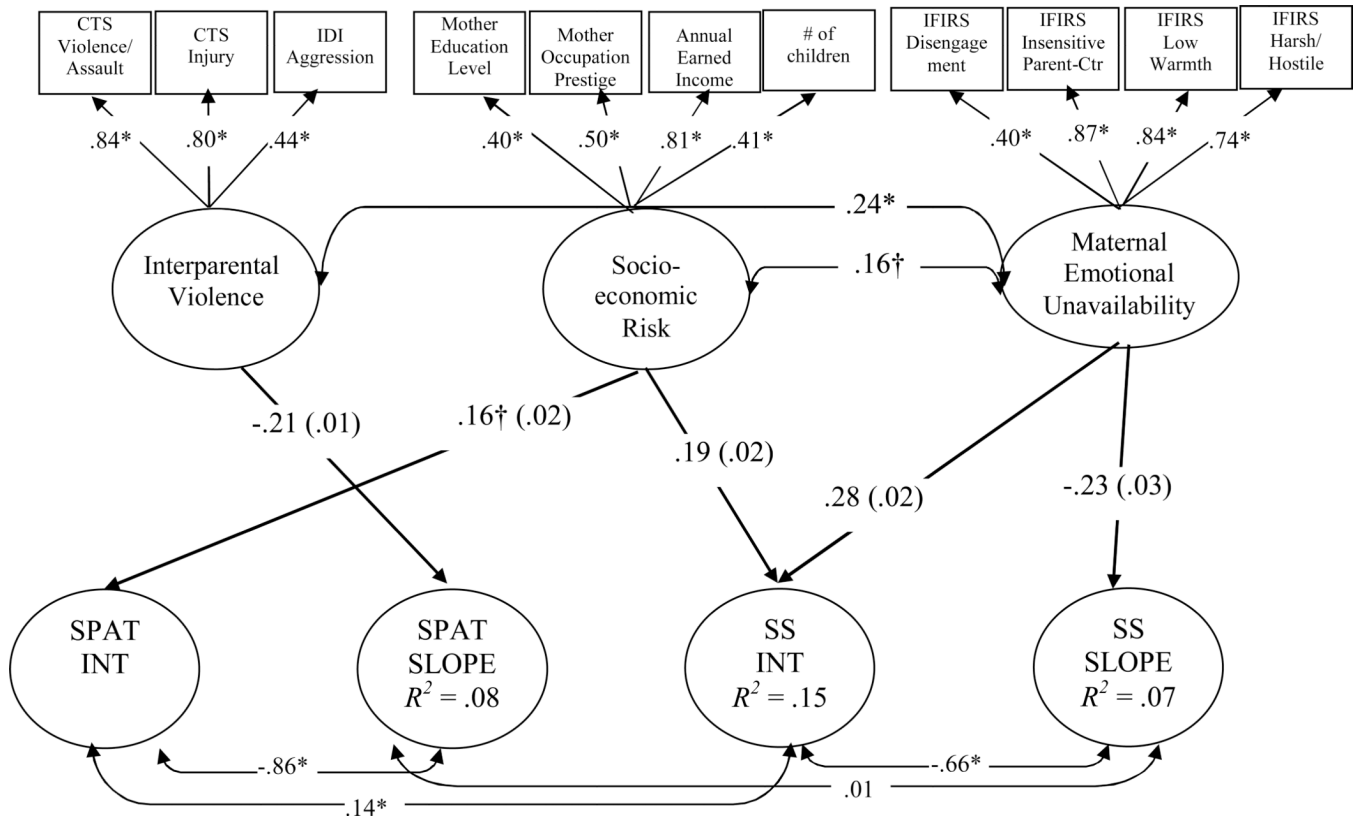 CTS
Violence/
Assault
CTS
Injury
IDI
Aggression
Mother
Education
Level
Mother
Occupation
Prestige
Annual
Earned
Income
# of
children
IFIRS
Disengage
ment
IFIRS
Insensitive
Parent-Ctr
IFIRS
Low
Warmth
IFIRS
Harsh/
Hostile
.84*
.80*
.44*
.40*
.50*
.81*
.41*
.40*
.87*
.84*
.74*
.24*
.16†
Interparental
Violence
Socio-
economic
Risk
Maternal
Emotional
Unavailability
-.21 (.01)
.16† (.02)
.19 (.02)
.28 (.02)
-.23 (.03)
SPAT
INT
SPAT
SLOPE
R² = .08
SS
INT
R² = .15
SS
SLOPE
R² = .07
-.86*
-.66*
.14*
.01